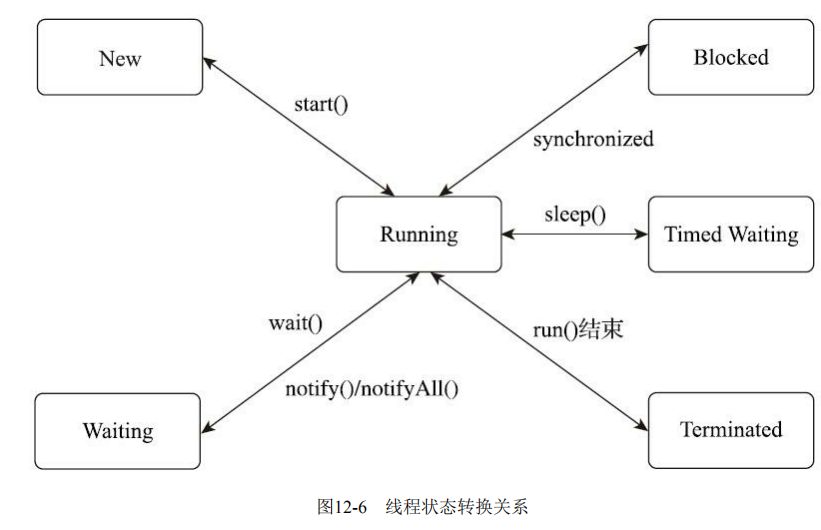 New
Blocked
start()
synchronized
Running
sleep()
Timed Waiting
wait()
run()结束
notify()/notifyAll()
Waiting
Terminated
图12-6 线程状态转换关系